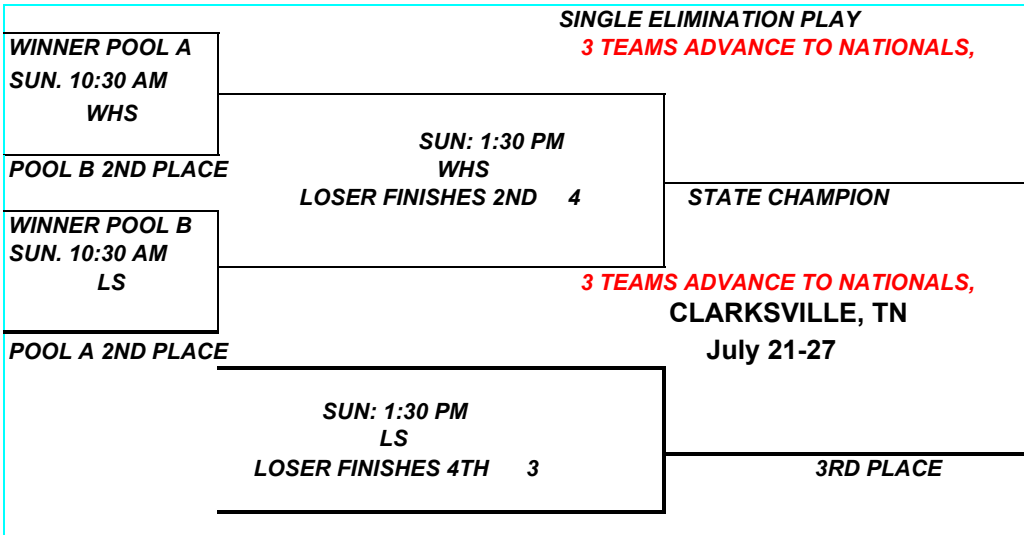 SINGLE ELIMINATION PLAY
WINNER POOL A
3 TEAMS ADVANCE TO NATIONALS,
SUN. 10:30 AM
WHS
SUN: 1:30 PM
POOL B 2ND PLACE
WHS
LOSER FINISHES 2ND 4
STATE CHAMPION
WINNER POOL B
SUN. 10:30 AM
LS
3 TEAMS ADVANCE TO NATIONALS,
CLARKSVILLE, TN
POOL A 2ND PLACE
July 21-27
SUN: 1:30 PM
LS
LOSER FINISHES 4TH 3
3RD PLACE